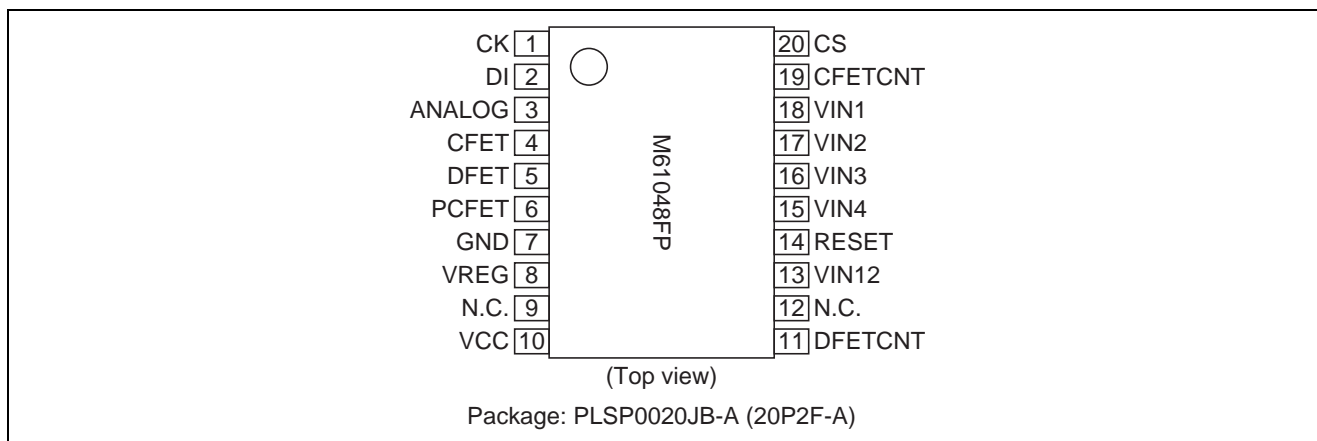 CK 1
DI 2
ANALOG 3
CFET 4
DFET 5
PCFET 6
GND 7
VREG 8
N.C. 9
VCC 10
M61048FP
20 CS
19 CFETCNT
18 VIN1
17 VIN2
16 VIN3
15 VIN4
14 RESET
13 VIN12
12 N.C.
11 DFETCNT
(Top view)
Package: PLSP0020JB-A (20P2F-A)